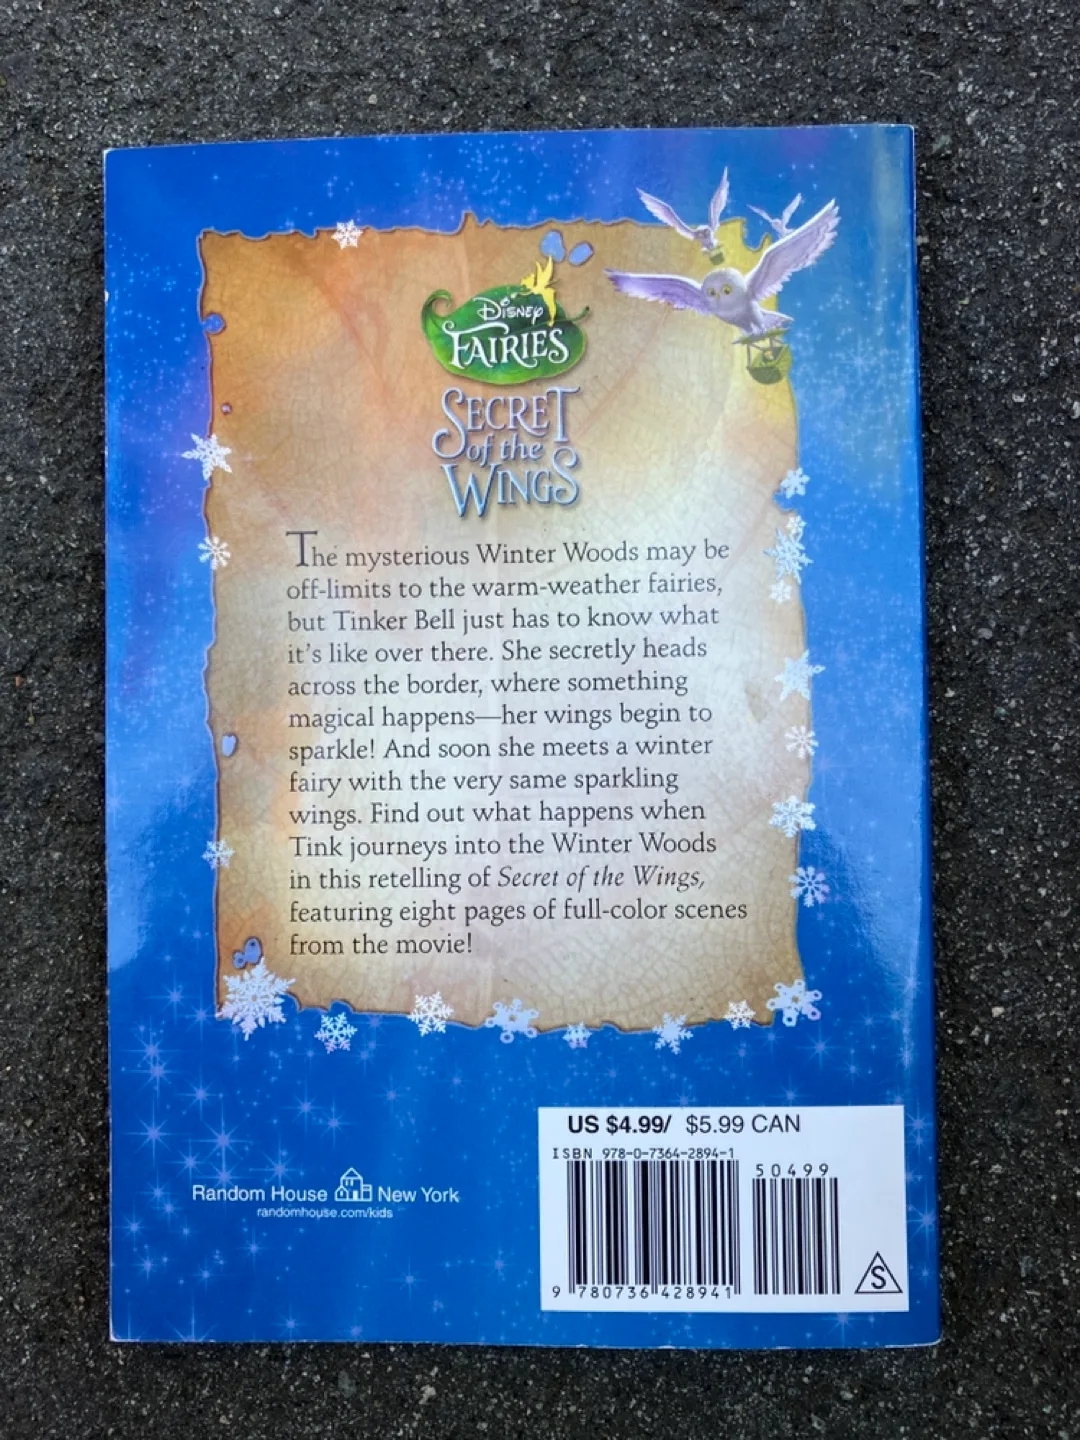 Disney
Fairies
Secret
of the
Wings
The mysterious Winter Woods may be
off-limits to the warm-weather fairies,
but Tinker Bell just has to know what
it's like over there. She secretly heads
across the border, where something
magical happens—her wings begin to
sparkle! And soon she meets a winter
fairy with the very same sparkling
wings. Find out what happens when
Tink journeys into the Winter Woods
in this retelling of Secret of the Wings,
featuring eight pages of full-color scenes
from the movie!
US $4.99/ $5.99 CAN
ISBN 978-0-7364-2894-1
50499
Random House New York
randomhouse.com/kids
9 780736 428941
S